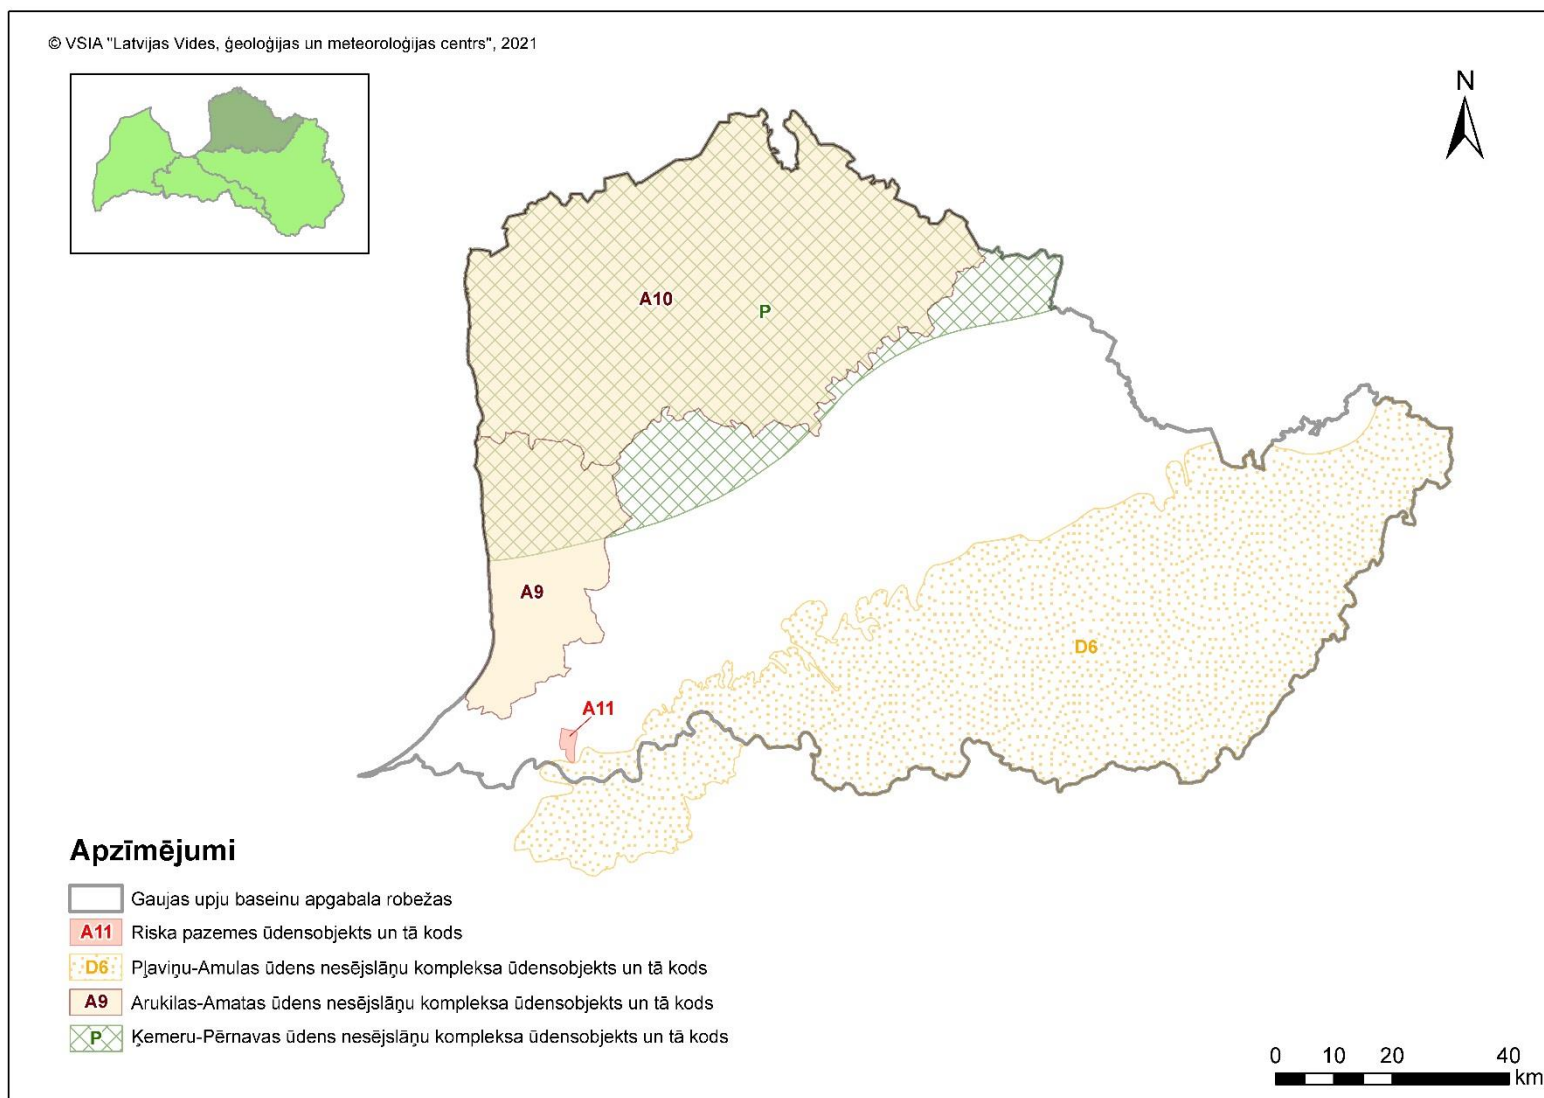 © VSIA "Latvijas Vides, ģeoloģijas un meteoroloģijas centrs", 2021
N
A10
P
A9
D6
A11
Apzīmējumi
Gaujas upju baseinu apgabala robežas
A11 Riska pazemes ūdensobjekts un tā kods
D6 Pļaviņu-Amulas ūdens nesējslāņu kompleksa ūdensobjekts un tā kods
A9 Arukilas-Amatas ūdens nesējslāņu kompleksa ūdensobjekts un tā kods
P Ķemeru-Pērnavas ūdens nesējslāņu kompleksa ūdensobjekts un tā kods
0 10 20 40
km